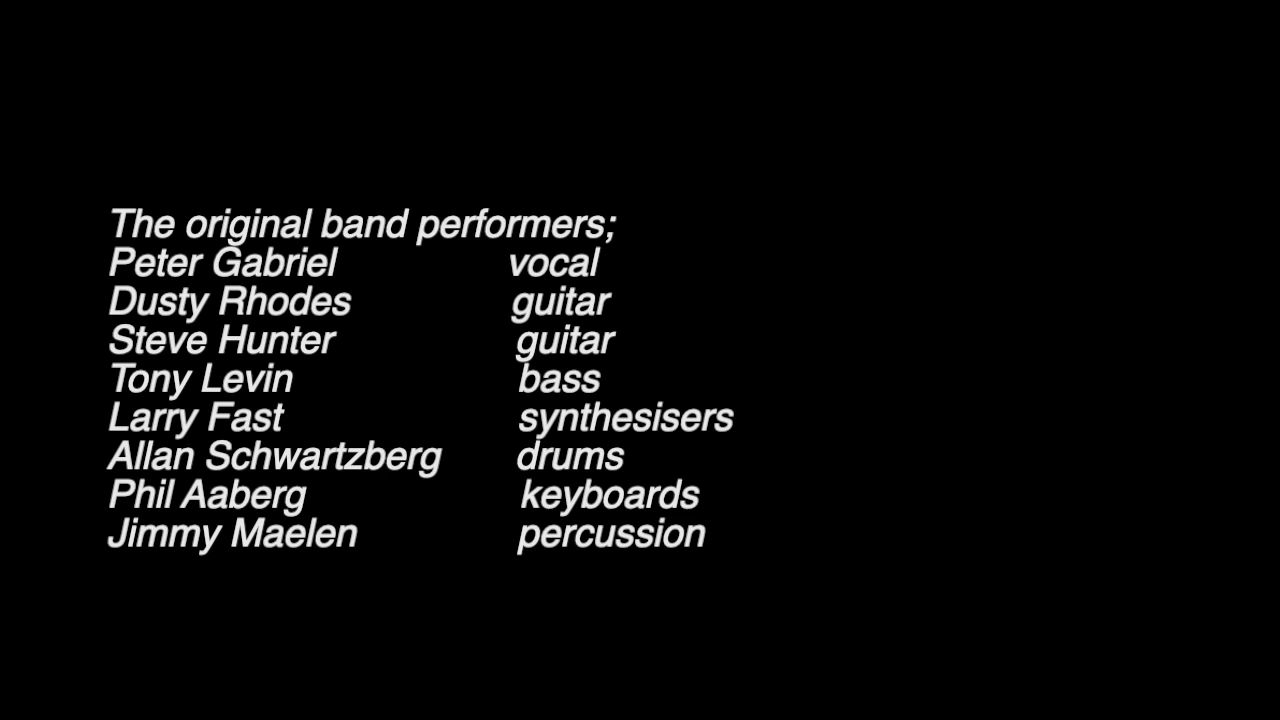 The original band performers;
Peter Gabriel vocal
Dusty Rhodes guitar
Steve Hunter guitar
Tony Levin bass
Larry Fast synthesisers
Allan Schwartzberg drums
Phil Aaberg keyboards
Jimmy Maelen percussion